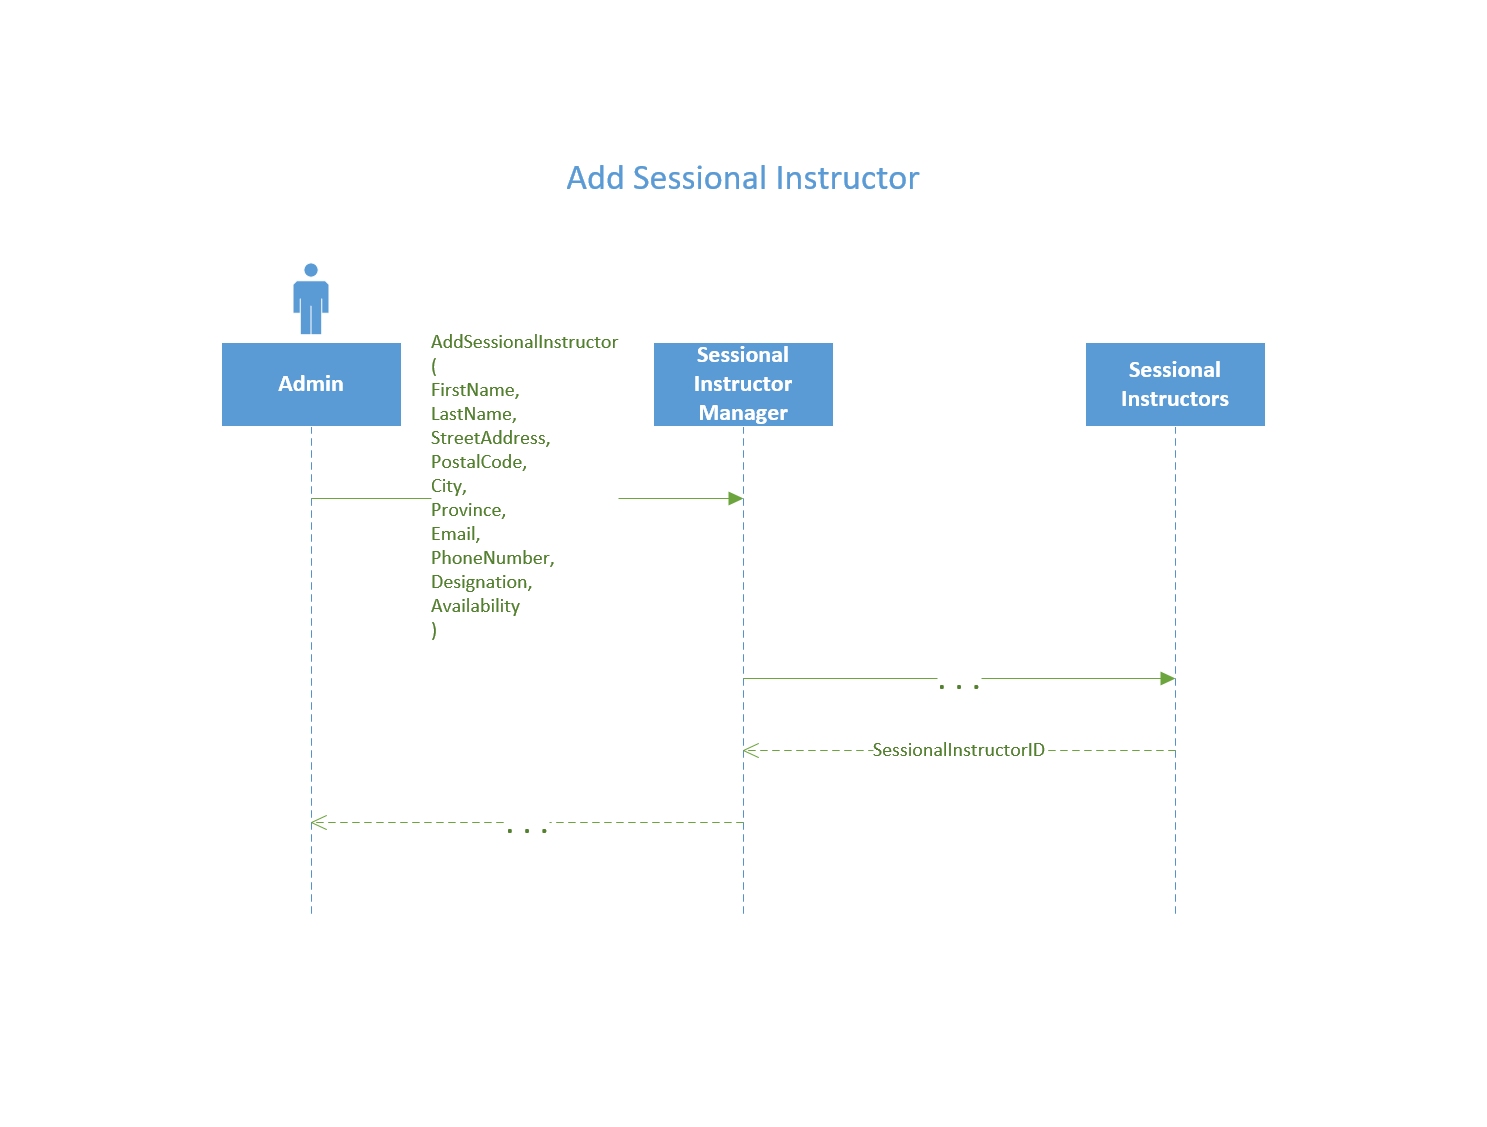 Add Sessional Instructor
Admin
AddSessionalInstructor
(
FirstName,
LastName,
StreetAddress,
PostalCode,
City,
Province,
Email,
PhoneNumber,
Designation,
Availability
)
Sessional
Instructor
Manager
Sessional
Instructors
. . .
SessionalInstructorID
. . .